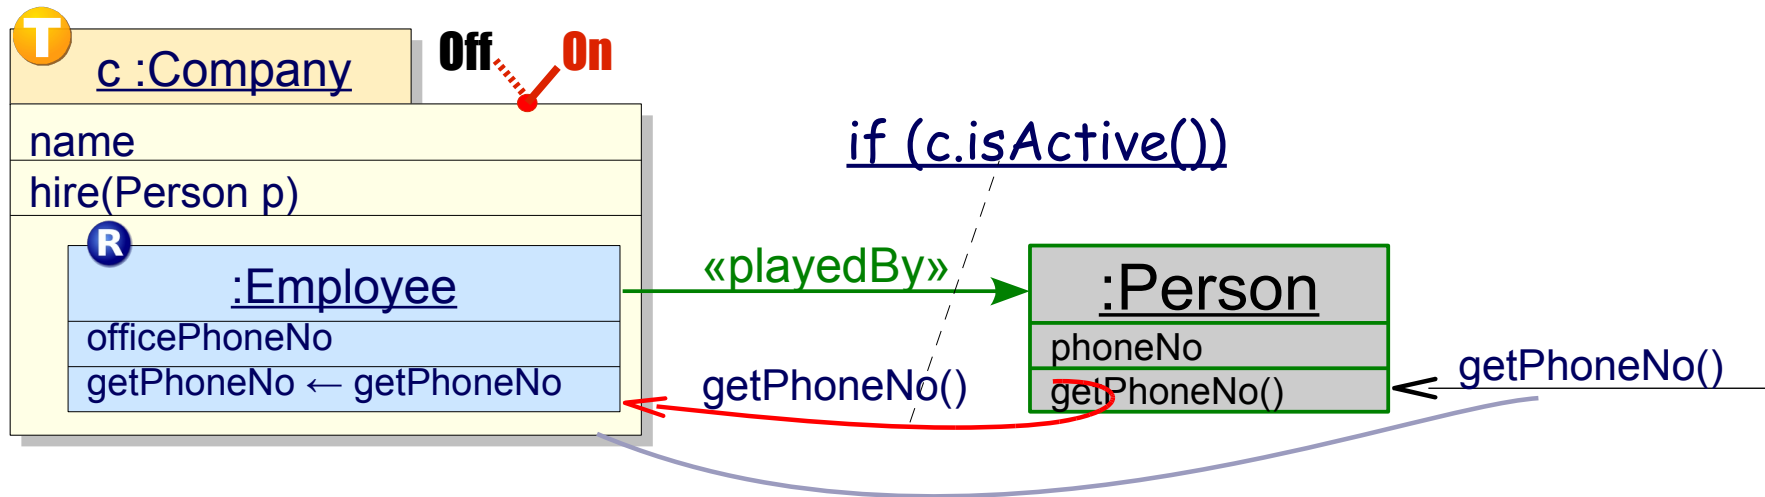 T
c :Company
Off On
name
hire(Person p)
if (c.isActive())
R
:Employee
officePhoneNo
getPhoneNo ← getPhoneNo
«playedBy»
getPhoneNo()
:Person
phoneNo
getPhoneNo()
getPhoneNo()